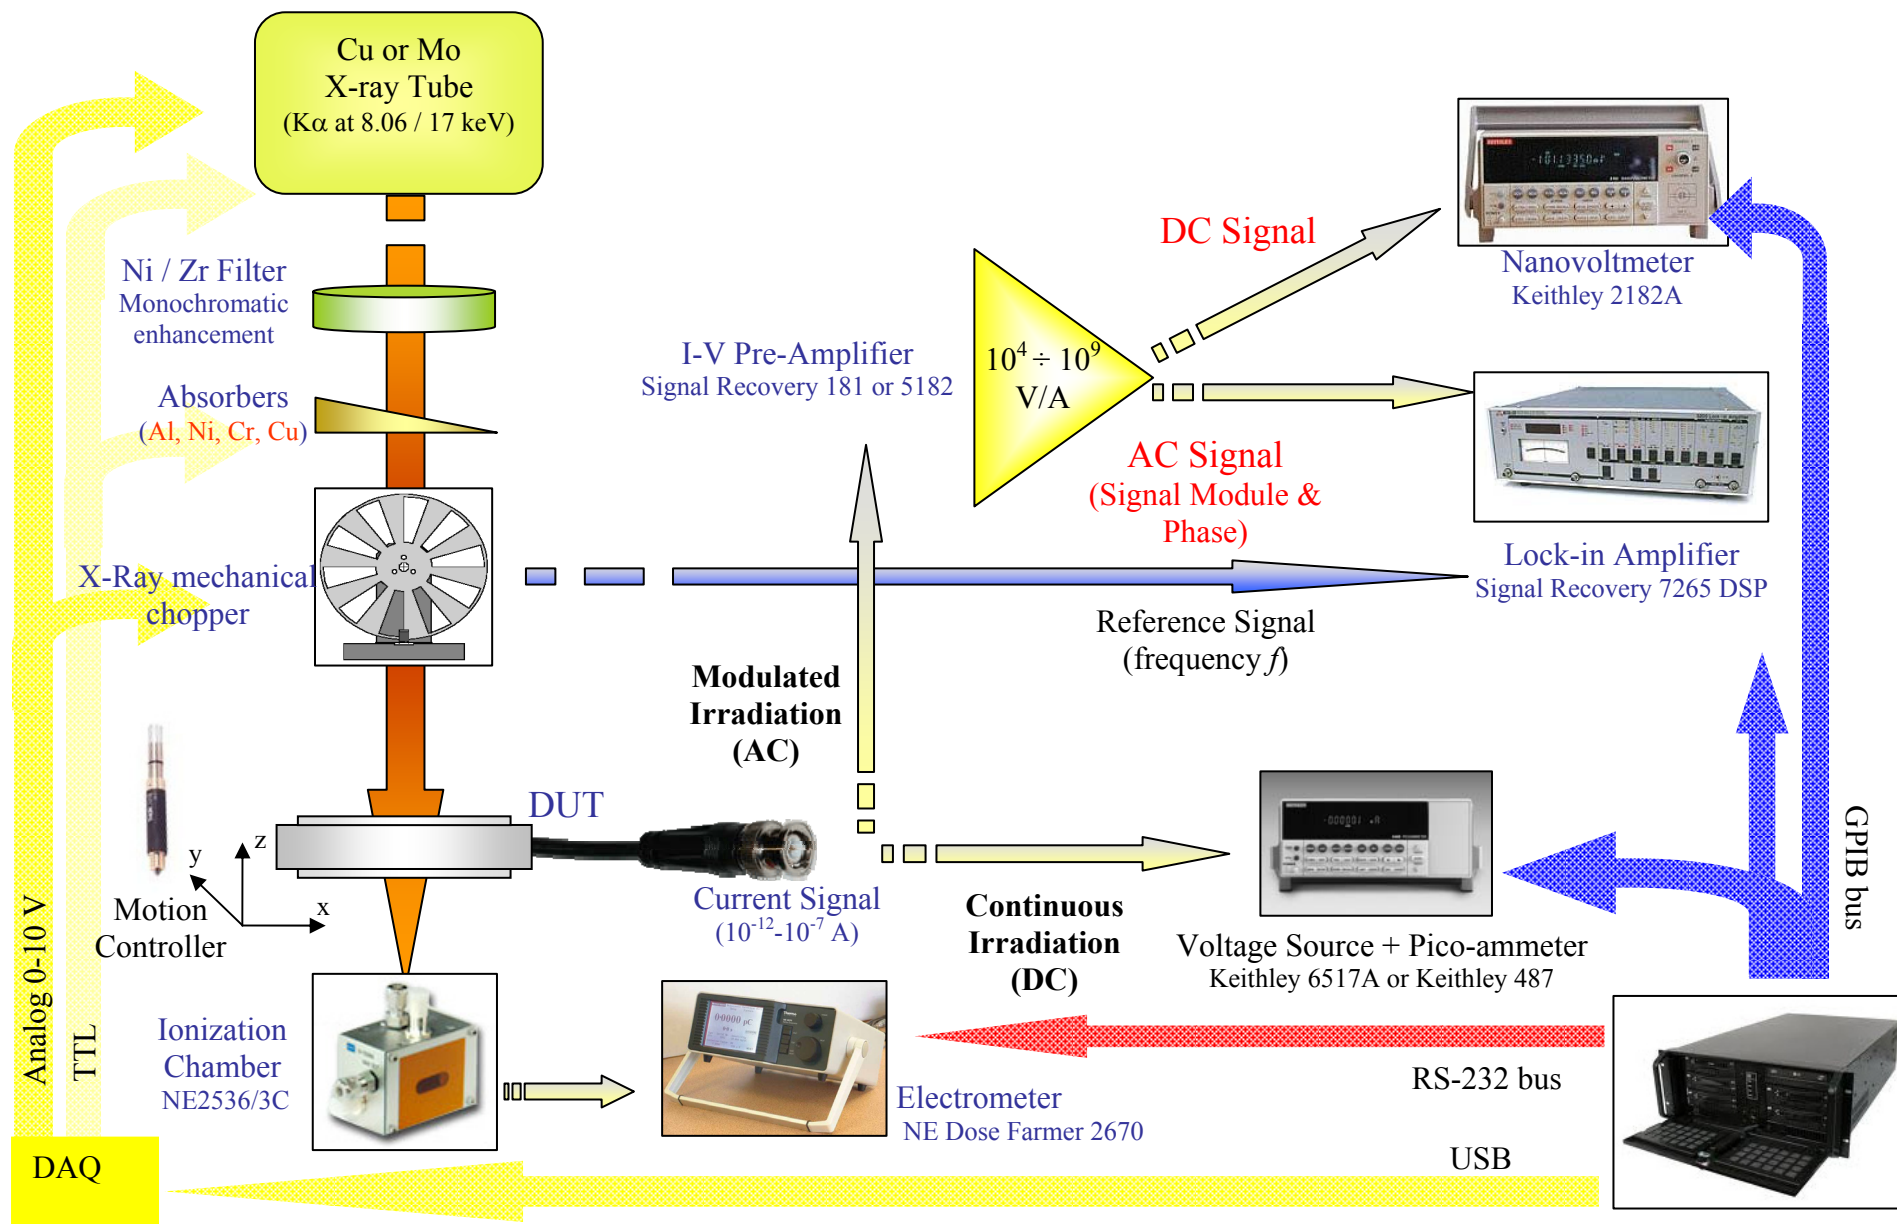 Cu or Mo
X-ray Tube
(Kα at 8.06 / 17 keV)
Ni / Zr Filter
Monochromatic
enhancement
Absorbers
(Al, Ni, Cr, Cu)
X-Ray mechanical
chopper
I-V Pre-Amplifier
Signal Recovery 181 or 5182
10⁴ ÷ 10⁹
V/A
DC Signal
AC Signal
(Signal Module &
Phase)
Nanovoltmeter
Keithley 2182A
Lock-in Amplifier
Signal Recovery 7265 DSP
Reference Signal
(frequency f)
Modulated
Irradiation
(AC)
DUT
Current Signal
(10⁻¹²-10⁻⁷ A)
z
y
x
Motion
Controller
Continuous
Irradiation
(DC)
Voltage Source + Pico-ammeter
Keithley 6517A or Keithley 487
GPIB bus
Analog 0-10 V
TTL
Ionization
Chamber
NE2536/3C
Electrometer
NE Dose Farmer 2670
RS-232 bus
USB
DAQ